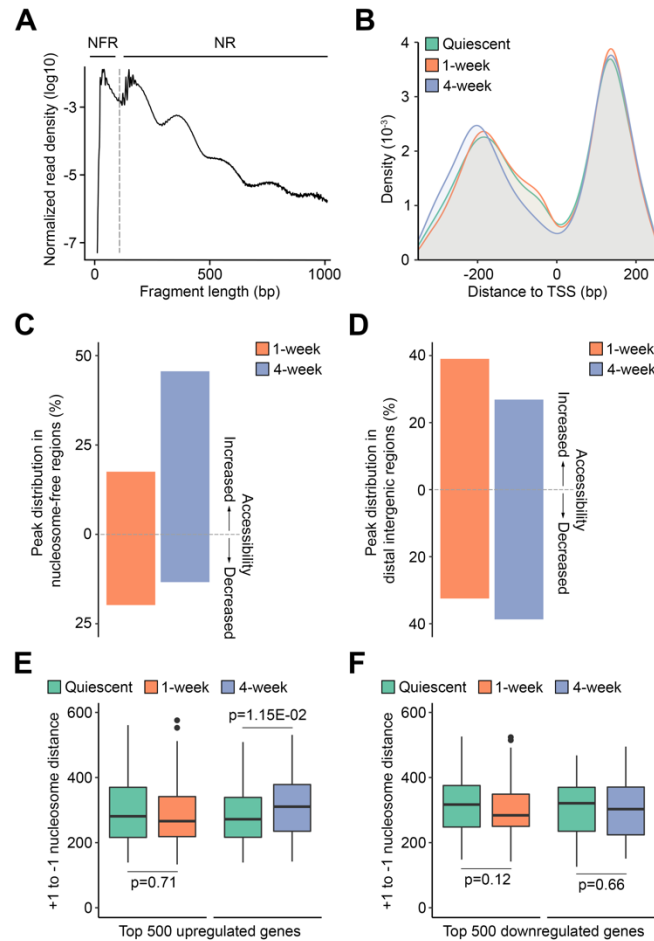 A
NFR
NR
Normalized read density (log10)
-3
-5
-7
0
500
1000
Fragment length (bp)
B
Quiescent
1-week
4-week
Density (10-3)
4
3
2
1
0
-200
0
200
Distance to TSS (bp)
C
1-week
4-week
Peak distribution in
nucleosome-free regions (%)
50
25
0
25
Increased
Decreased
Accessibility
D
1-week
4-week
Peak distribution in
distal intergenic regions (%)
40
20
0
20
40
Increased
Decreased
Accessibility
E
Quiescent
1-week
4-week
+1 to -1 nucleosome distance
600
400
200
0
p=1.15E-02
p=0.71
Top 500 upregulated genes
F
Quiescent
1-week
4-week
+1 to -1 nucleosome distance
600
400
200
0
p=0.12
p=0.66
Top 500 downregulated genes